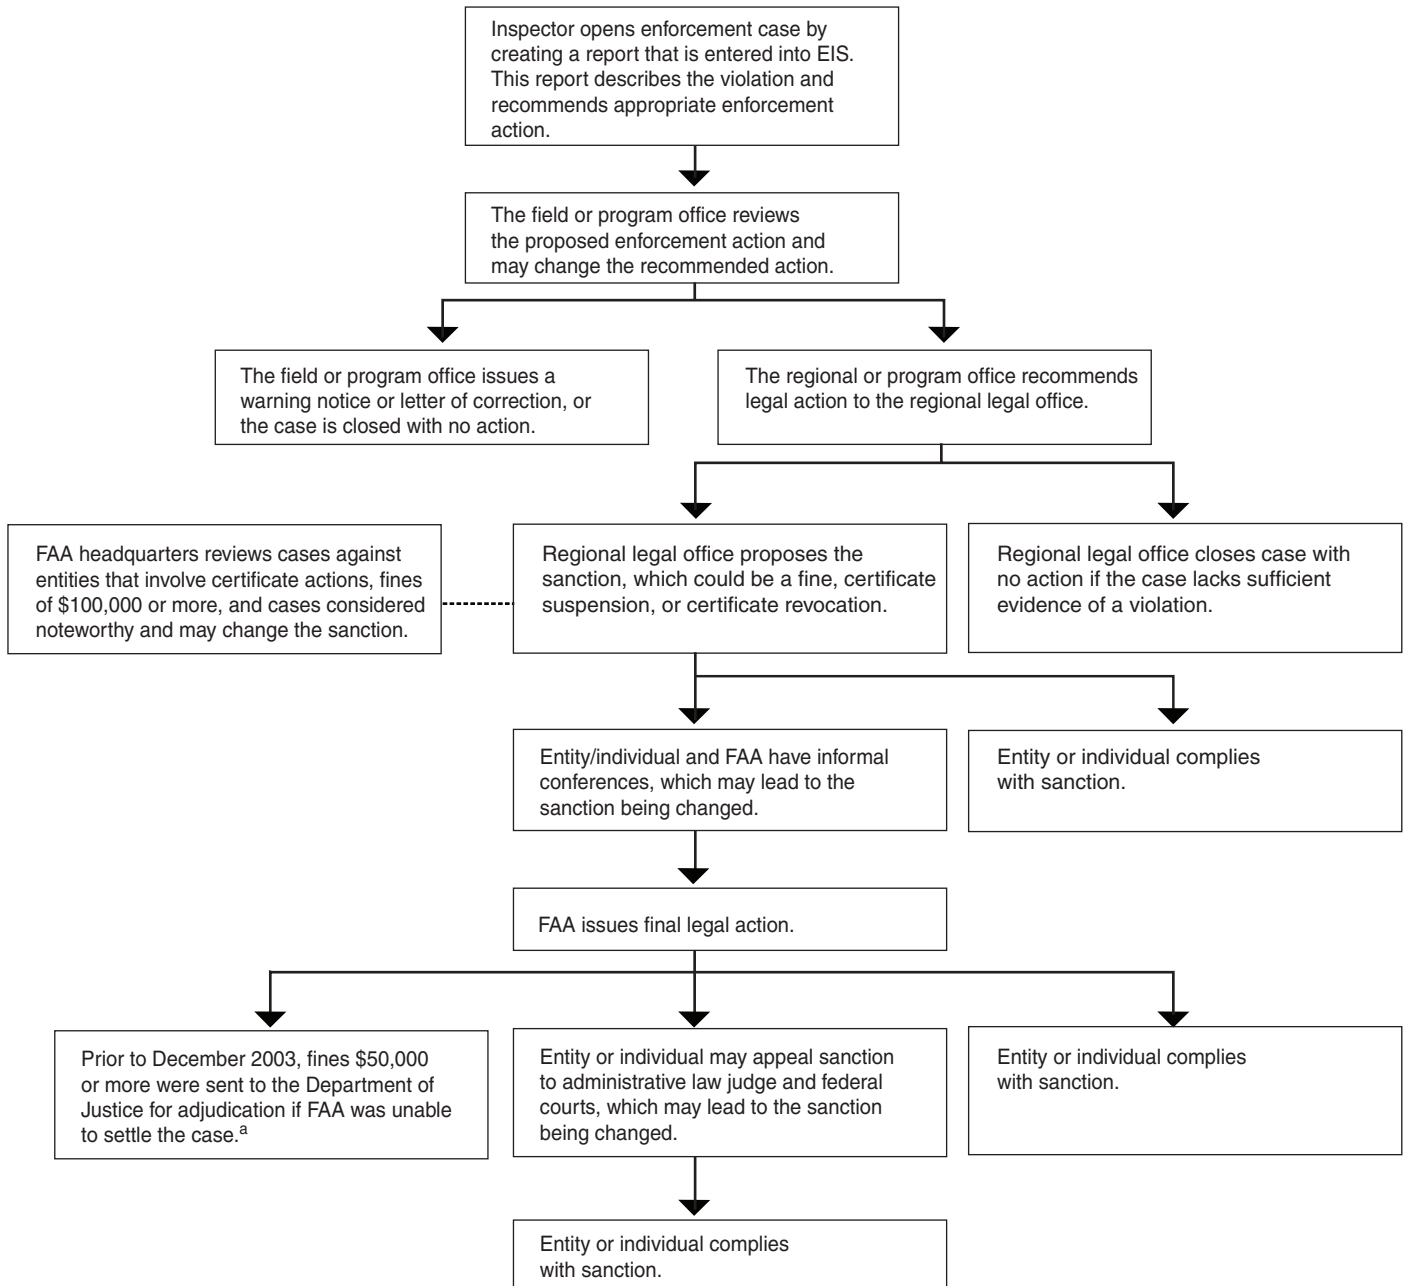 Inspector opens enforcement case by
creating a report that is entered into EIS.
This report describes the violation and
recommends appropriate enforcement
action.
The field or program office reviews
the proposed enforcement action and
may change the recommended action.
The field or program office issues a
warning notice or letter of correction, or
the case is closed with no action.
The regional or program office recommends
legal action to the regional legal office.
FAA headquarters reviews cases against
entities that involve certificate actions, fines
of $100,000 or more, and cases considered
noteworthy and may change the sanction.
Regional legal office proposes the
sanction, which could be a fine, certificate
suspension, or certificate revocation.
Regional legal office closes case with
no action if the case lacks sufficient
evidence of a violation.
Entity/individual and FAA have informal
conferences, which may lead to the
sanction being changed.
Entity or individual complies
with sanction.
FAA issues final legal action.
Prior to December 2003, fines $50,000
or more were sent to the Department of
Justice for adjudication if FAA was unable
to settle the case.a
Entity or individual may appeal sanction
to administrative law judge and federal
courts, which may lead to the sanction
being changed.
Entity or individual complies
with sanction.
Entity or individual complies
with sanction.